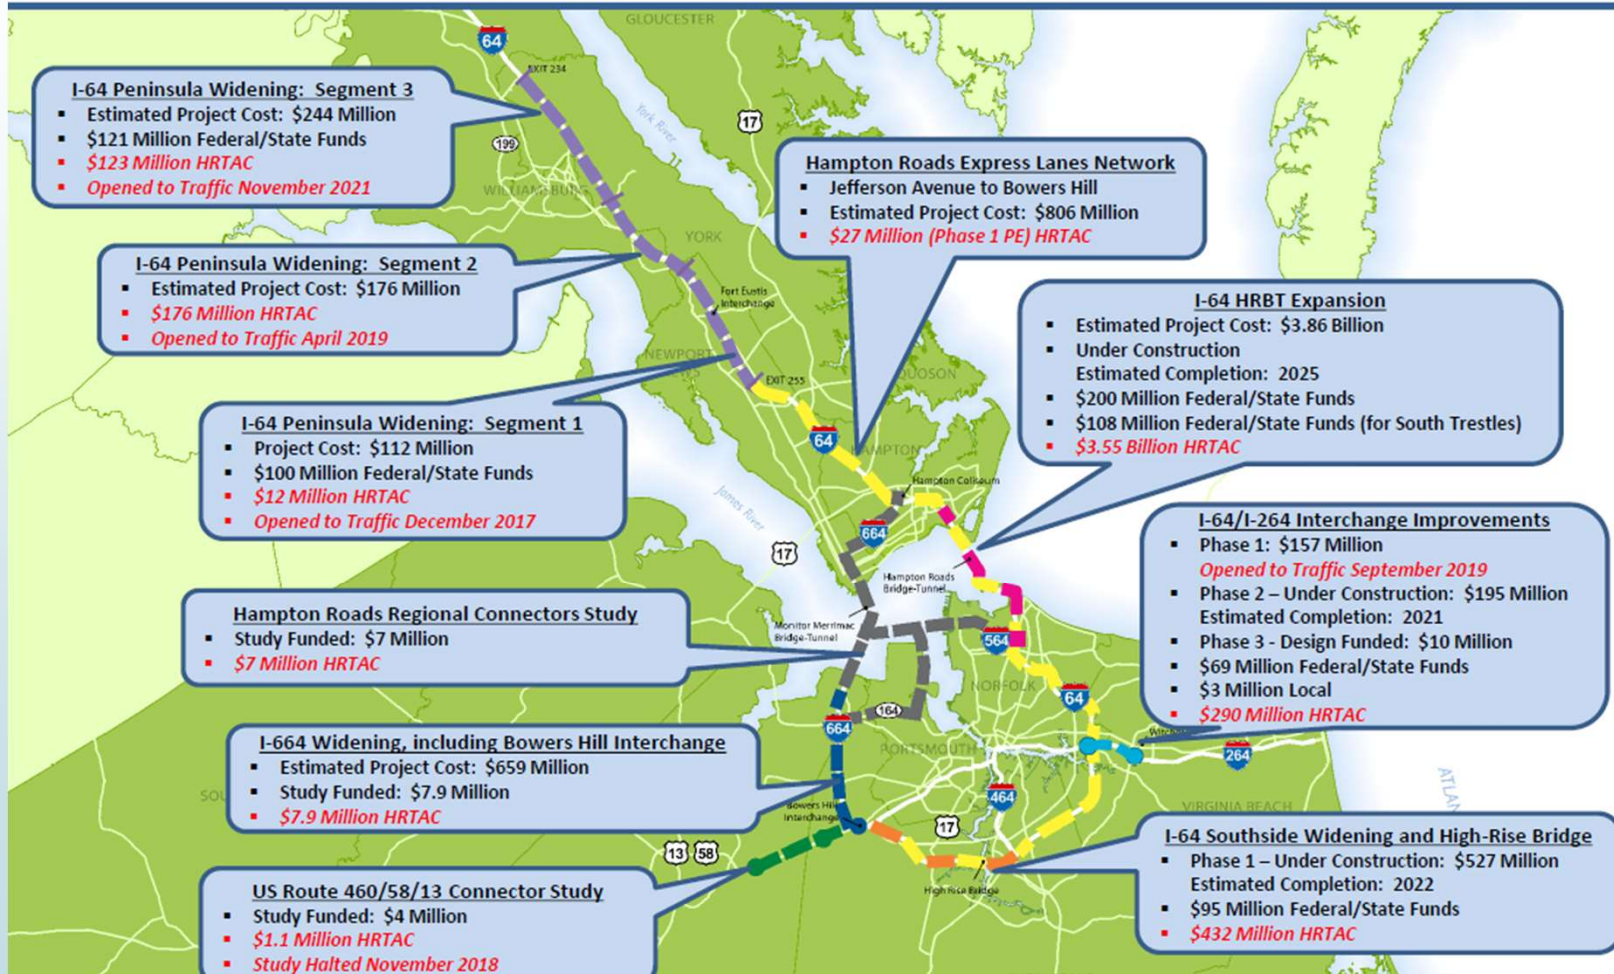 GLOUCESTER
64
EXIT 234
I-64 Peninsula Widening: Segment 3
▪ Estimated Project Cost: $244 Million
▪ $121 Million Federal/State Funds
▪ $123 Million HRTAC
▪ Opened to Traffic November 2021
199
WILLIAMSBURG
York River
17
YORK
Hampton Roads Express Lanes Network
▪ Jefferson Avenue to Bowers Hill
▪ Estimated Project Cost: $806 Million
▪ $27 Million (Phase 1 PE) HRTAC
I-64 Peninsula Widening: Segment 2
▪ Estimated Project Cost: $176 Million
▪ $176 Million HRTAC
▪ Opened to Traffic April 2019
Fort Eustis
Interchange
NEWPORT
EWS
EXIT 255
QUOSON
I-64 HRBT Expansion
▪ Estimated Project Cost: $3.86 Billion
▪ Under Construction
Estimated Completion: 2025
▪ $200 Million Federal/State Funds
▪ $108 Million Federal/State Funds (for South Trestles)
▪ $3.55 Billion HRTAC
I-64 Peninsula Widening: Segment 1
▪ Project Cost: $112 Million
▪ $100 Million Federal/State Funds
▪ $12 Million HRTAC
▪ Opened to Traffic December 2017
64
HAMPTON
Hampton Coliseum
James River
664
17
Hampton Roads
Bridge-Tunnel
I-64/I-264 Interchange Improvements
▪ Phase 1: $157 Million
Opened to Traffic September 2019
▪ Phase 2 – Under Construction: $195 Million
Estimated Completion: 2021
▪ Phase 3 - Design Funded: $10 Million
▪ $69 Million Federal/State Funds
▪ $3 Million Local
▪ $290 Million HRTAC
Hampton Roads Regional Connectors Study
▪ Study Funded: $7 Million
▪ $7 Million HRTAC
Monitor Merrimac
Bridge-Tunnel
564
NORFOLK
64
164
664
PORTSMOUTH
264
I-664 Widening, including Bowers Hill Interchange
▪ Estimated Project Cost: $659 Million
▪ Study Funded: $7.9 Million
▪ $7.9 Million HRTAC
SOU
Bowers Hill
Interchange
464
17
VIRGINIA BEACH
ATLAN
13 58
High Rise Bridge
I-64 Southside Widening and High-Rise Bridge
▪ Phase 1 – Under Construction: $527 Million
Estimated Completion: 2022
▪ $95 Million Federal/State Funds
▪ $432 Million HRTAC
US Route 460/58/13 Connector Study
▪ Study Funded: $4 Million
▪ $1.1 Million HRTAC
▪ Study Halted November 2018